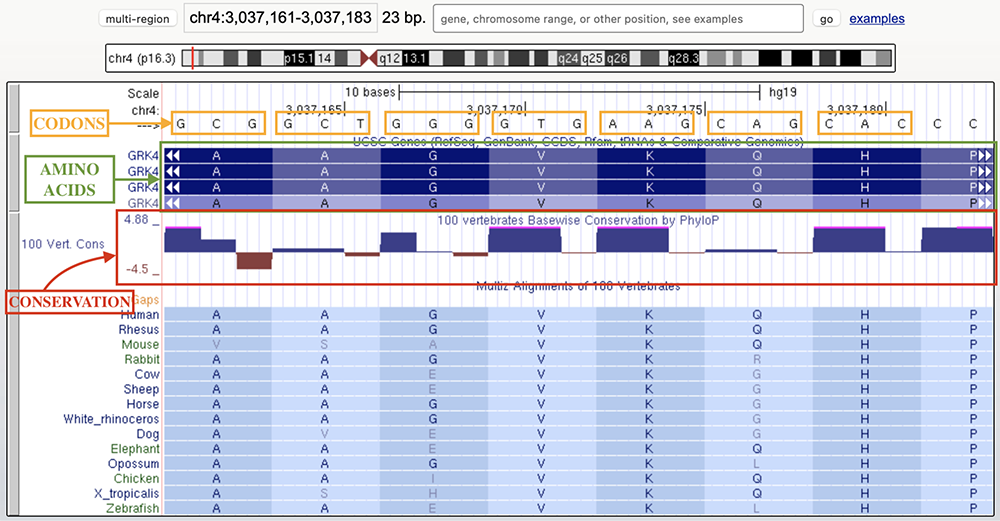 multi-region chr4:3,037,161-3,037,183 23 bp. gene, chromosome range, or other position, see examples go examples
chr4 (p16.3) p15.1 14 q12 13.1 q24 q25 q26 q28.3
Scale 10 bases hg19
chr4: 3,037,165 3,037,170 3,037,175 3,037,180
CODONS ---> G C G G C T G G G G T G A A G C A G C A C C C
UCSC Genes (RefSeq, GenBank, CCDS, Rfam, tRNAs & Comparative Genomics)
AMINO ACIDS
GRK4 A A G V K Q H P
GRK4 A A G V K Q H P
GRK4 A A G V K Q H P
GRK4 A A G V K Q H P
4.88 _ 100 vertebrates Basewise Conservation by PhyloP
100 Vert. Cons
-4.5 _
Multiz Alignments of 100 Vertebrates
CONSERVATION Gaps
Human A A G V K Q H P
Rhesus A A G V K Q H P
Mouse V S A V K Q H P
Rabbit A A G V K R H P
Cow A A E V K G H P
Sheep A A E V K G H P
Horse A A G V K G H P
White_rhinoceros A A G V K G H P
Dog A V E V K G H P
Elephant A A E V K Q H P
Opossum A A G V K L H P
Chicken A A I V K Q H P
X_tropicalis A S H V K Q H P
Zebrafish A A E V K L H P